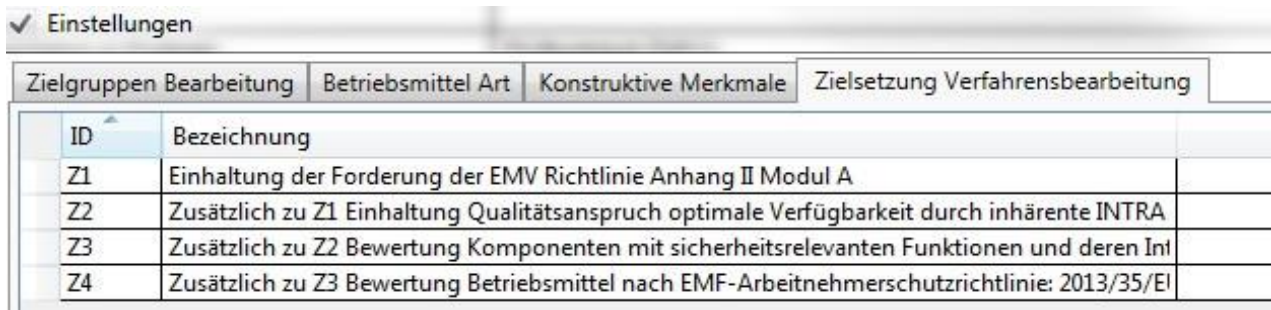 Einstellungen
Zielgruppen Bearbeitung Betriebsmittel Art Konstruktive Merkmale Zielsetzung Verfahrensbearbeitung
ID Bezeichnung
Z1 Einhaltung der Forderung der EMV Richtlinie Anhang II Modul A
Z2 Zusätzlich zu Z1 Einhaltung Qualitätsanspruch optimale Verfügbarkeit durch inhärente INTRA
Z3 Zusätzlich zu Z2 Bewertung Komponenten mit sicherheitsrelevanten Funktionen und deren
Z4 Zusätzlich zu Z3 Bewertung Betriebsmittel nach EMF-Arbeitnehmerschutzrichtlinie: